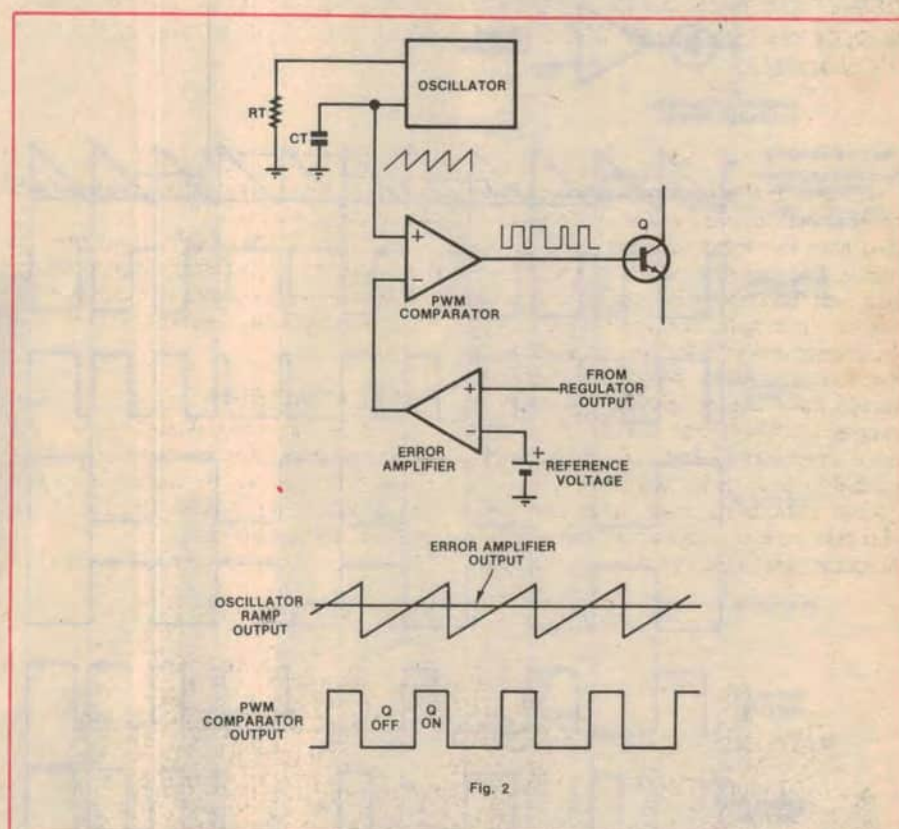 OSCILLATOR
RT
CT
Q
+
−
PWM
COMPARATOR
FROM
REGULATOR
OUTPUT
+
−
ERROR
AMPLIFIER
+
REFERENCE
VOLTAGE
ERROR AMPLIFIER
OUTPUT
OSCILLATOR
RAMP
OUTPUT
PWM
COMPARATOR
OUTPUT
Q
OFF
Q
ON
Fig. 2